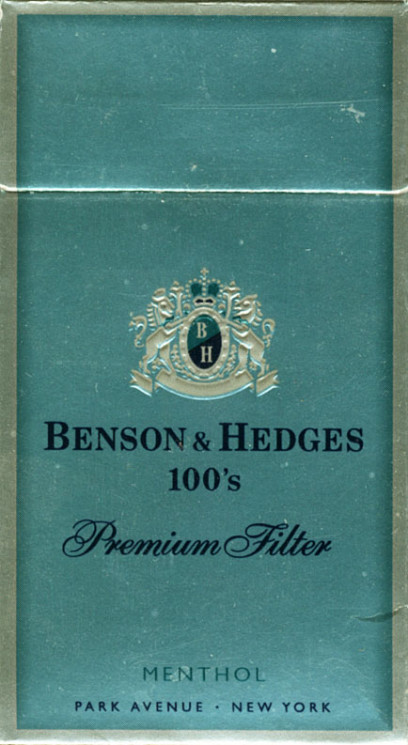 B
H
BENSON & HEDGES
100's
Premium Filter
MENTHOL
PARK AVENUE · NEW YORK